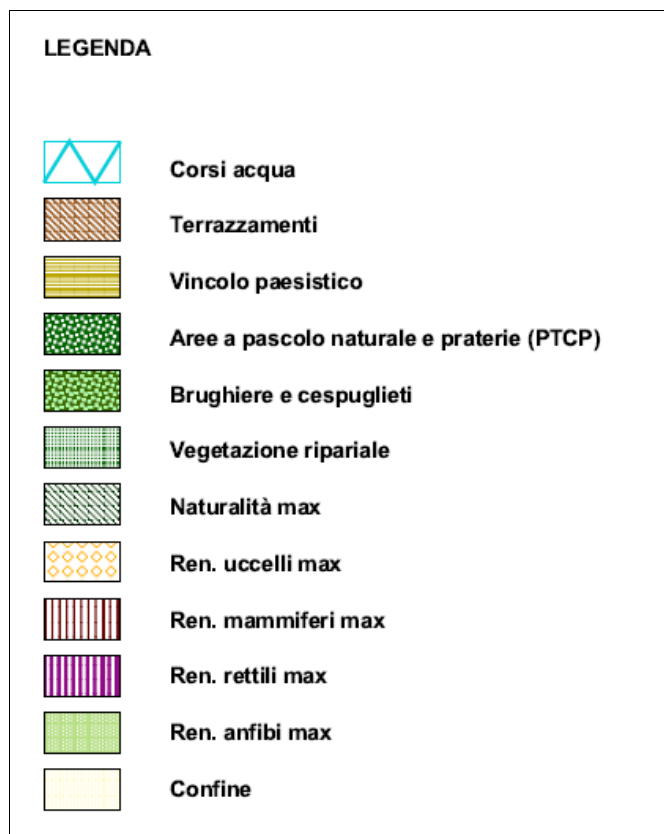 LEGENDA
Corsi acqua
Terrazzamenti
Vincolo paesistico
Aree a pascolo naturale e praterie (PTCP)
Brughiere e cespuglieti
Vegetazione ripariale
Naturalità max
Ren. uccelli max
Ren. mammiferi max
Ren. rettili max
Ren. anfibi max
Confine